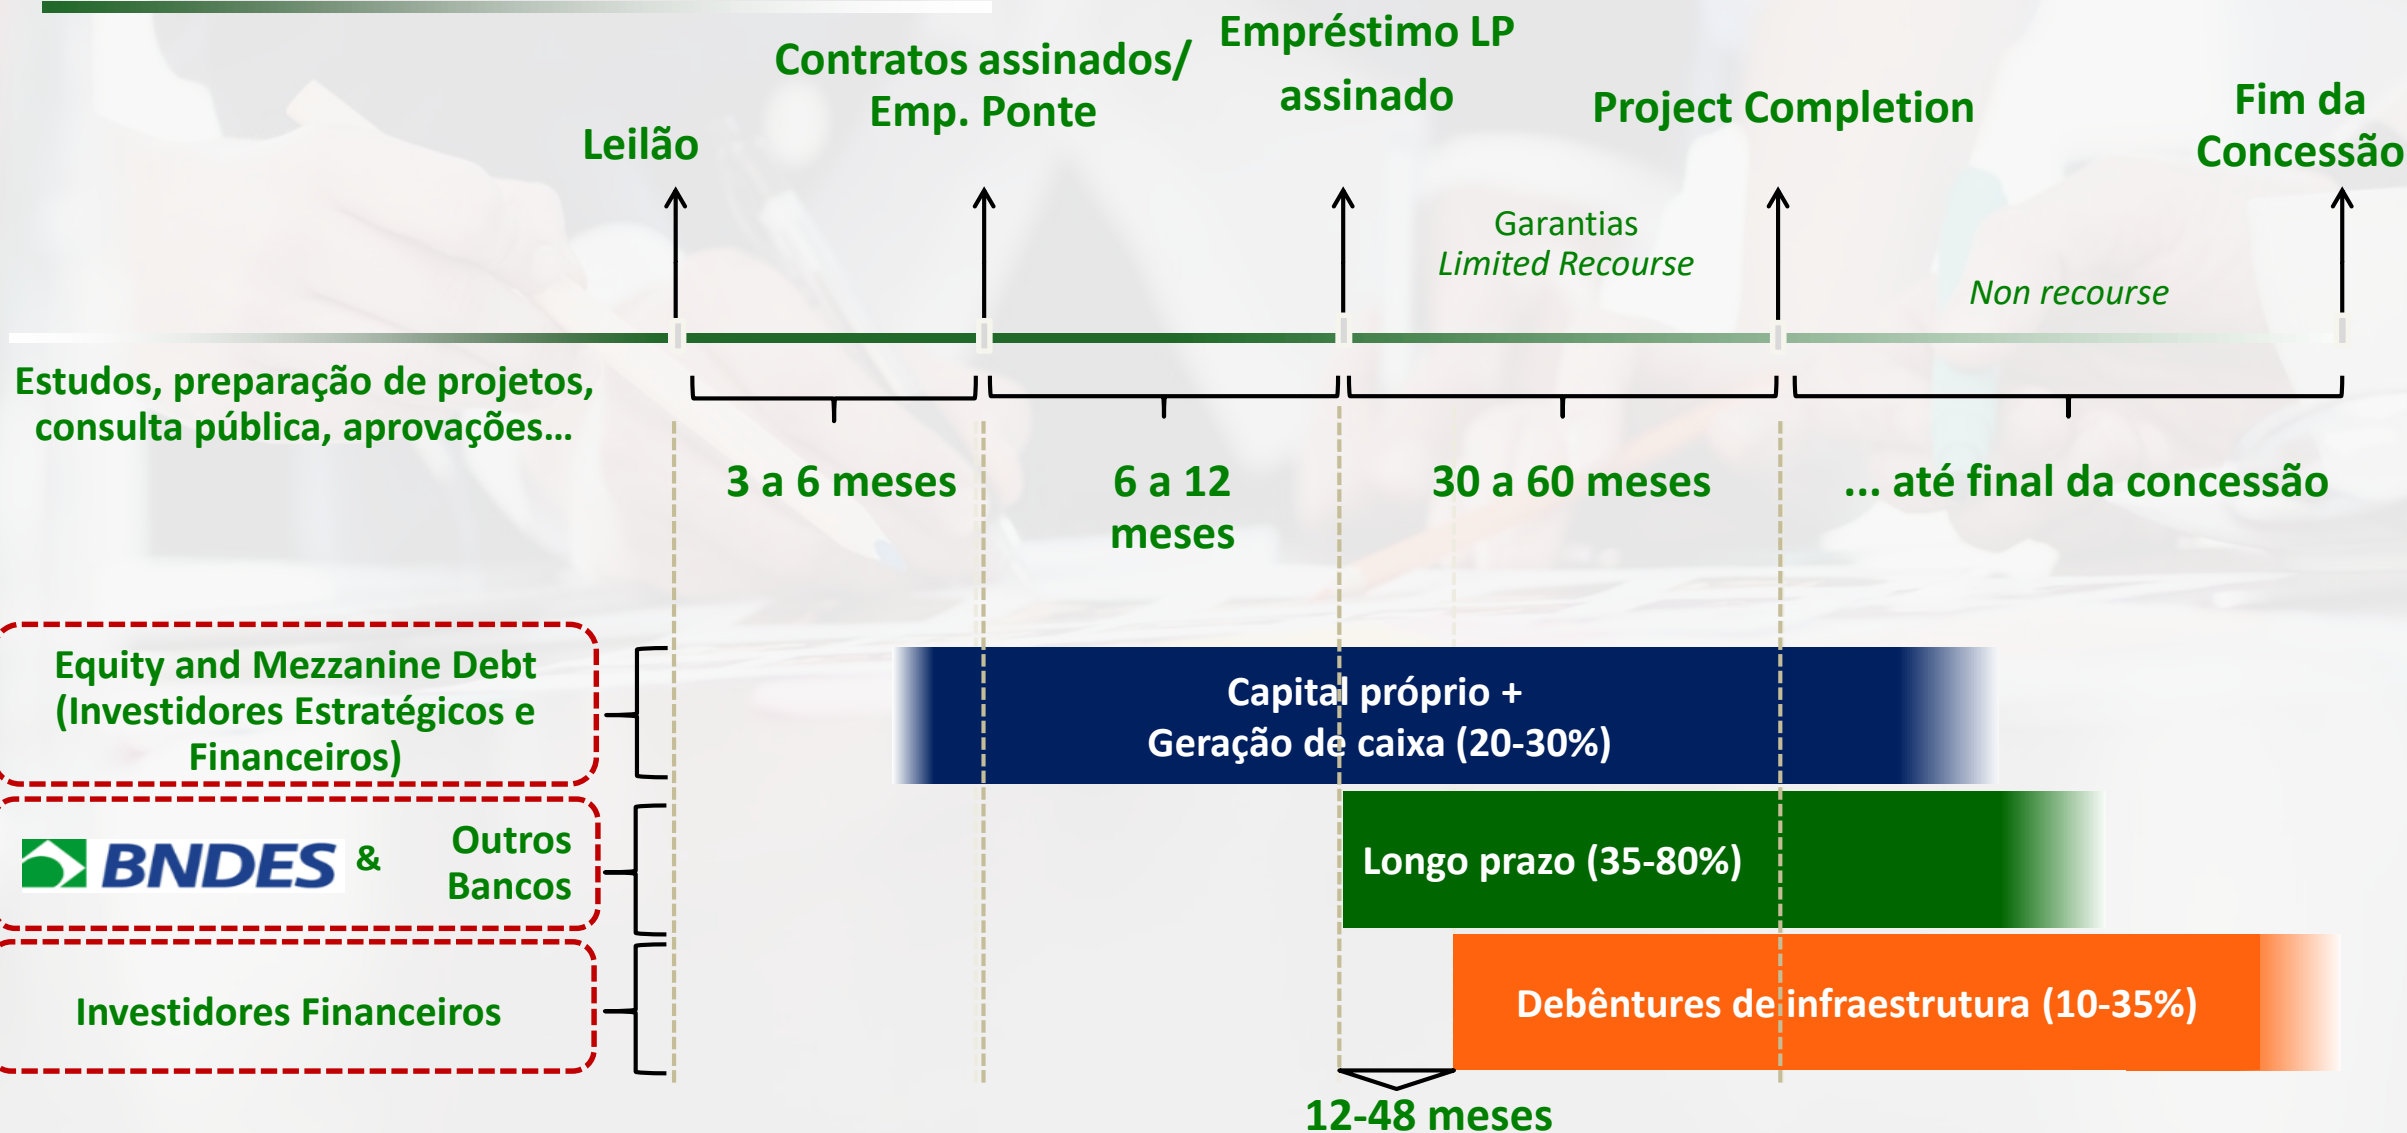 Leilão
Contratos assinados/
Emp. Ponte
Empréstimo LP
assinado
Project Completion
Fim da
Concessão
Garantias
Limited Recourse
Non recourse
Estudos, preparação de projetos,
consulta pública, aprovações...
3 a 6 meses
6 a 12
meses
30 a 60 meses
... até final da concessão
Equity and Mezzanine Debt
(Investidores Estratégicos e
Financeiros)
Capital próprio +
Geração de caixa (20-30%)
BNDES &
Outros
Bancos
Longo prazo (35-80%)
Investidores Financeiros
Debêntures de infraestrutura (10-35%)
12-48 meses